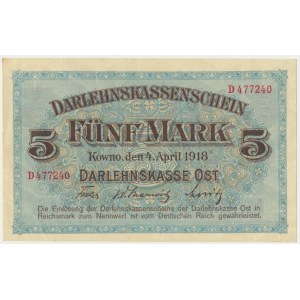 D 477240
DARLEHNSKASSENSCHEIN
5 FÜNF MARK 5
Kowno, den 4. April 1918
D 477240 DARLEHNSKASSE OST
Die Einlösung der Darlehnskassenscheine der Darlehnskasse Ost in
Reichsmark zum Nennwert ist vom Deutschen Reich gewährleistet.